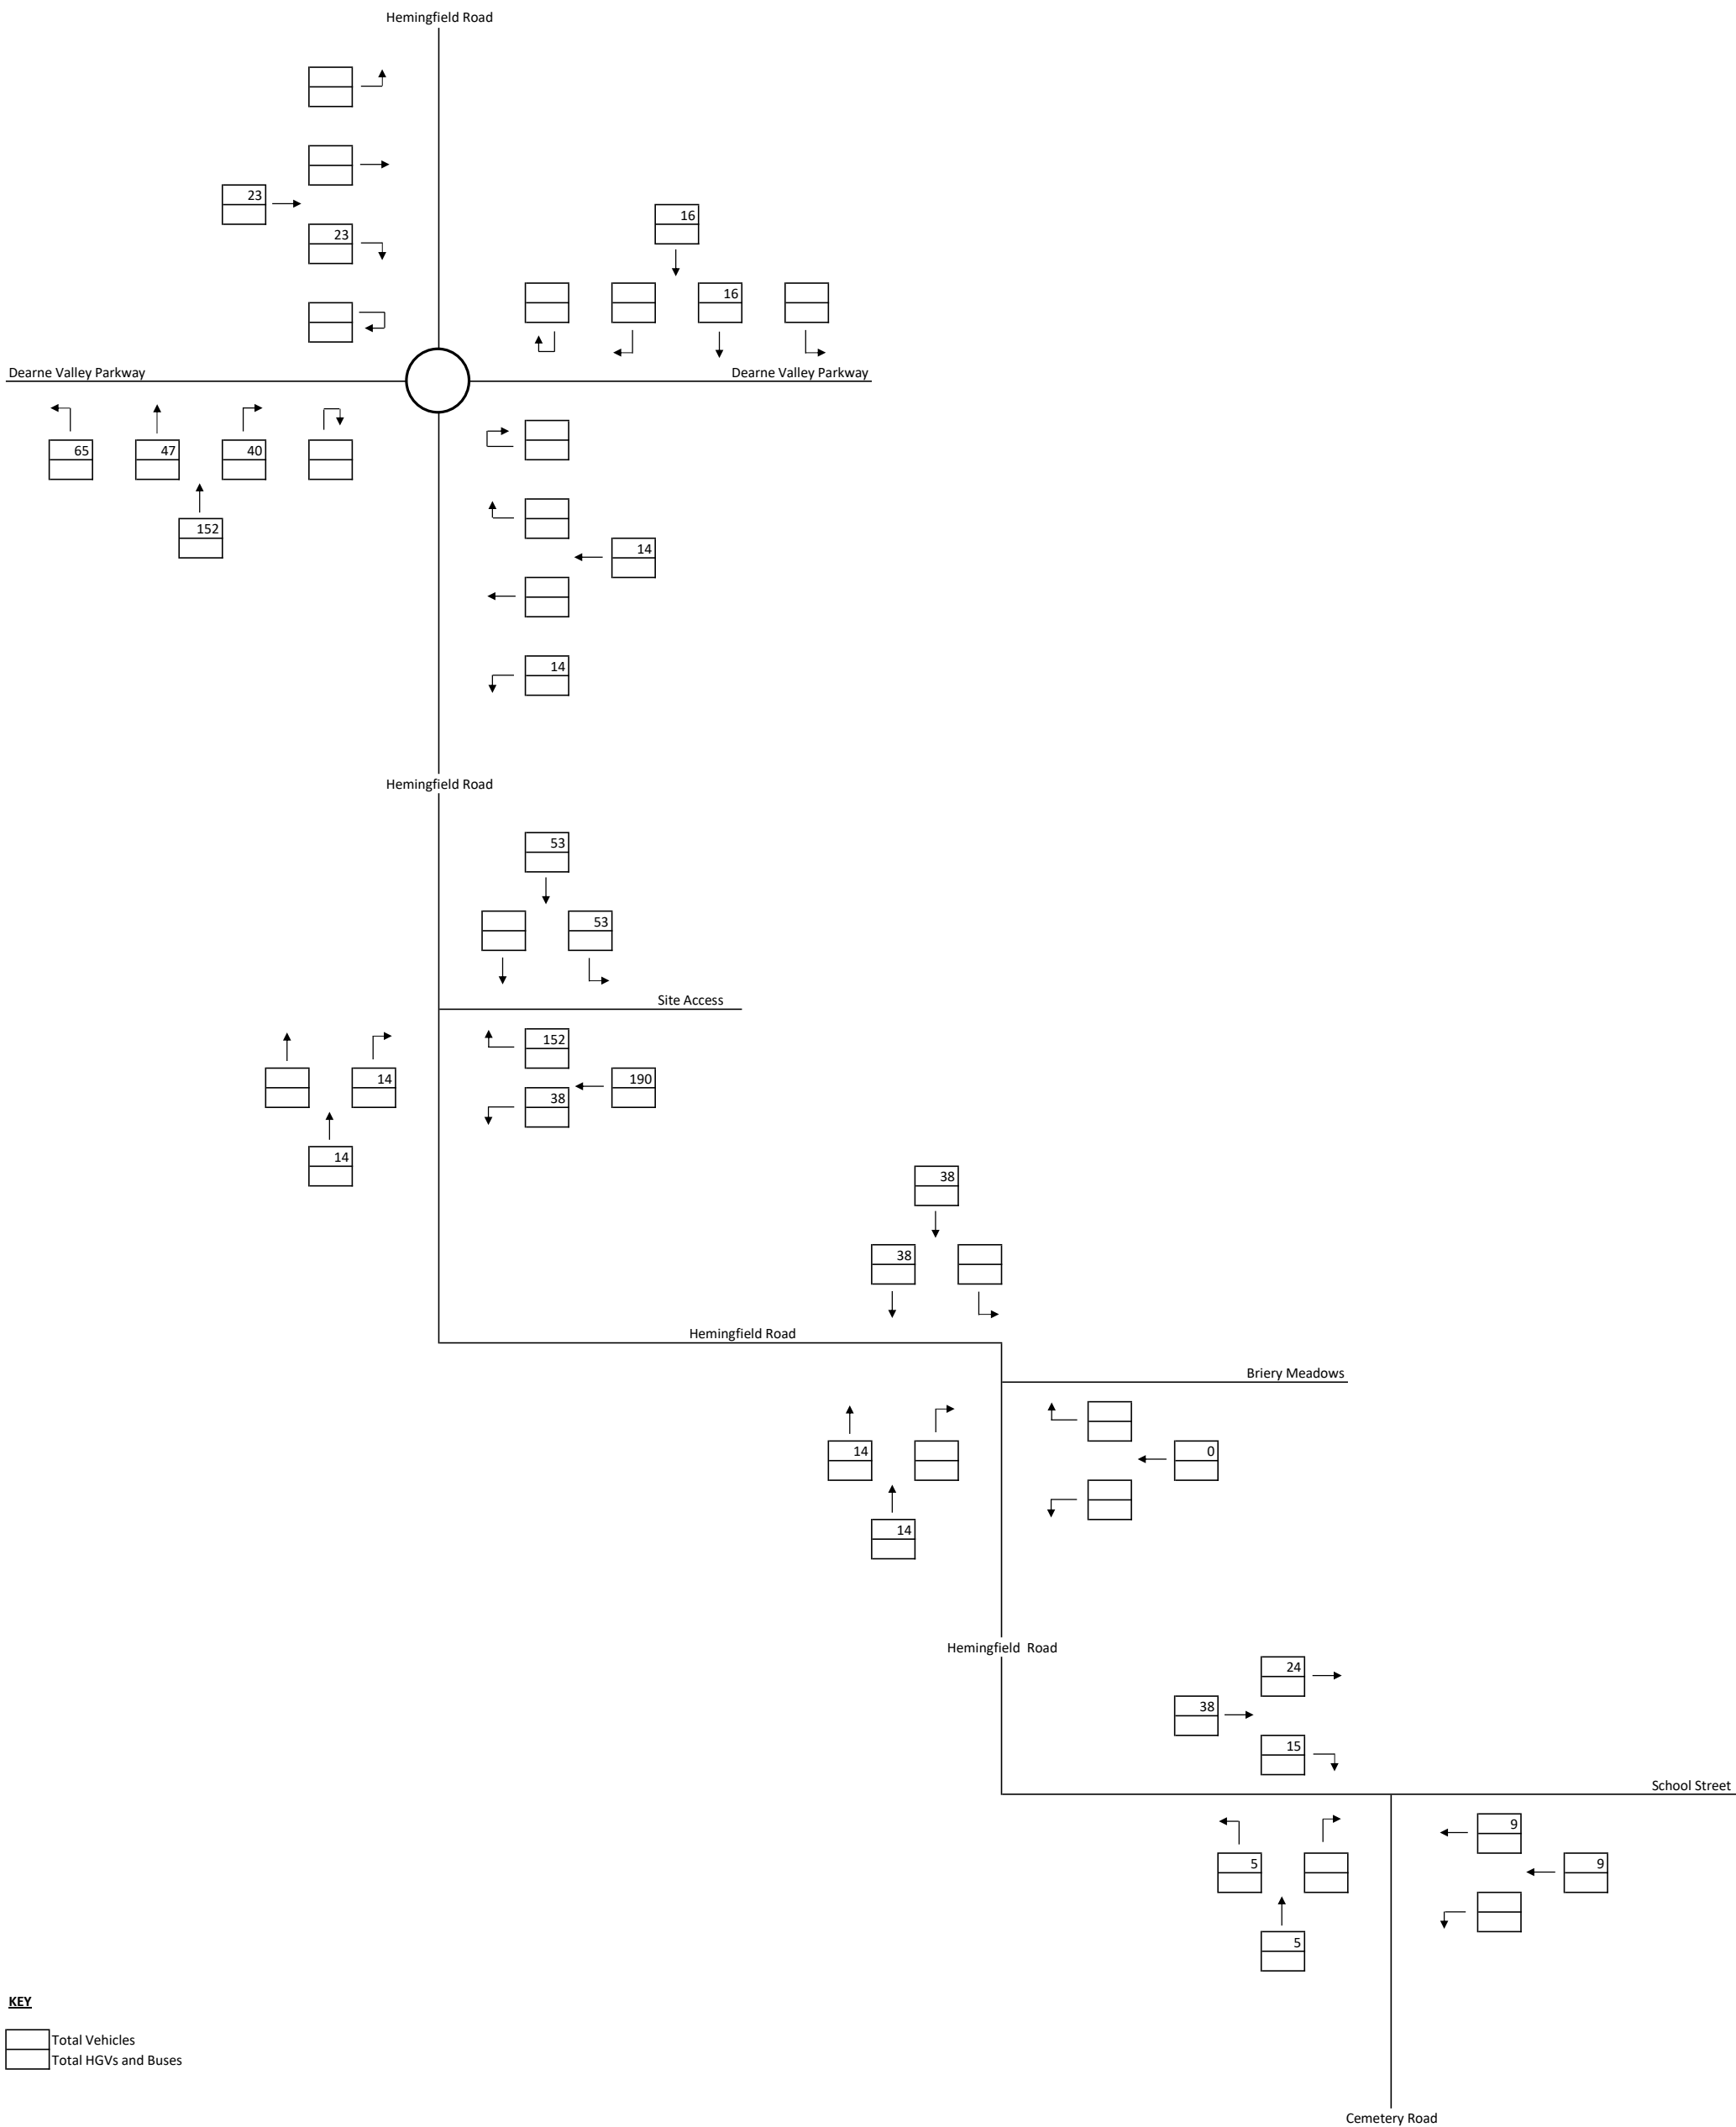 Hemingfield Road
23
16
23
16
Dearne Valley Parkway
Dearne Valley Parkway
65
47
40
152
14
14
Hemingfield Road
53
53
Site Access
152
14
190
38
14
38
38
Hemingfield Road
Briery Meadows
14
0
14
Hemingfield Road
24
38
15
School Street
9
5
9
5
KEY
Total Vehicles
Total HGVs and Buses
Cemetery Road